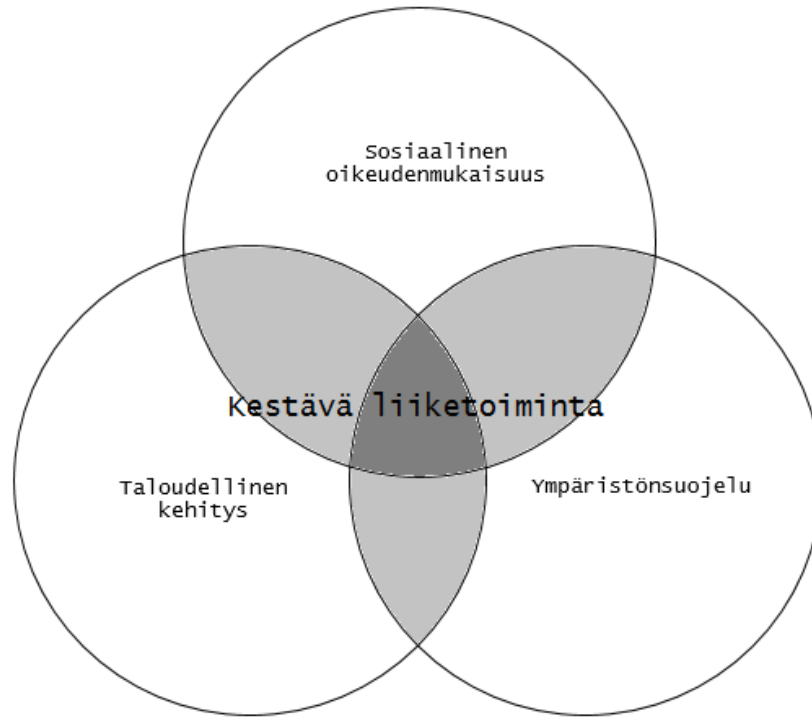 Sosiaalinen
oikeudenmukaisuus
Kestävä liiketoiminta
Taloudellinen
kehitys
Ympäristönsuojelu